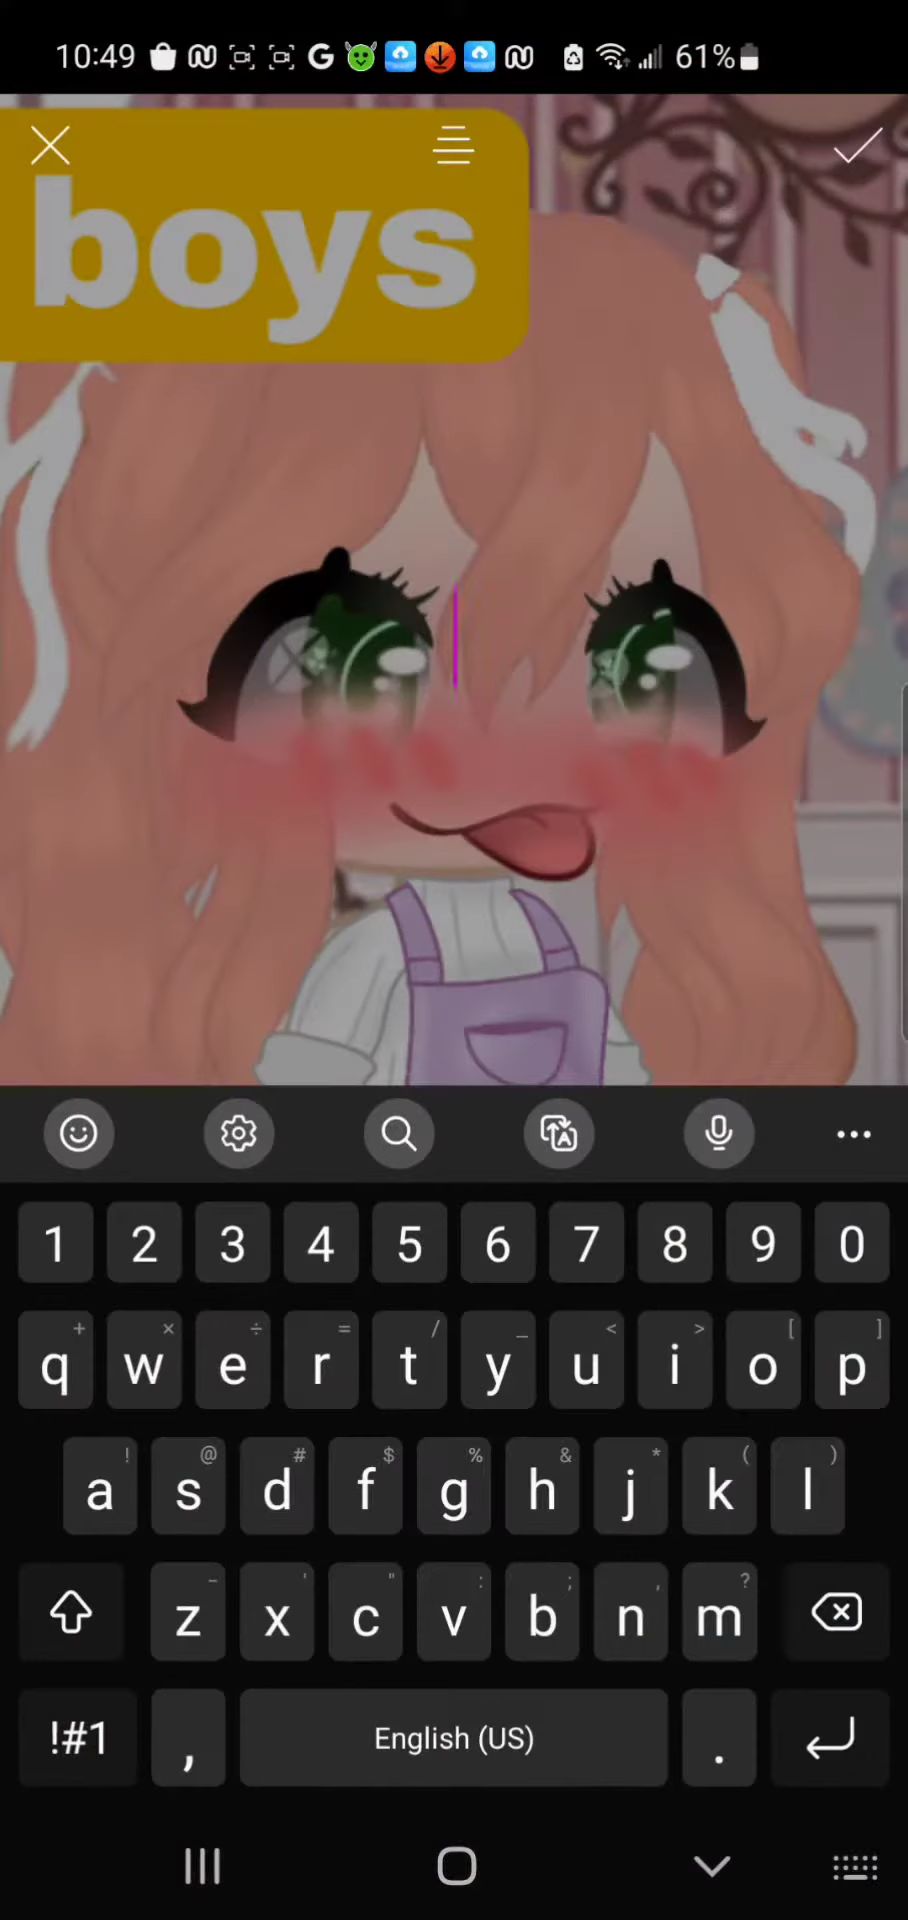 10:49 G 61%
boys
1 2 3 4 5 6 7 8 9 0
+ × ÷ = / _ < > [ ]
q w e r t y u i o p
! @ # $ % & * ( )
a s d f g h j k l
- ' " : ; , ?
z x c v b n m
!#1 , English (US) .